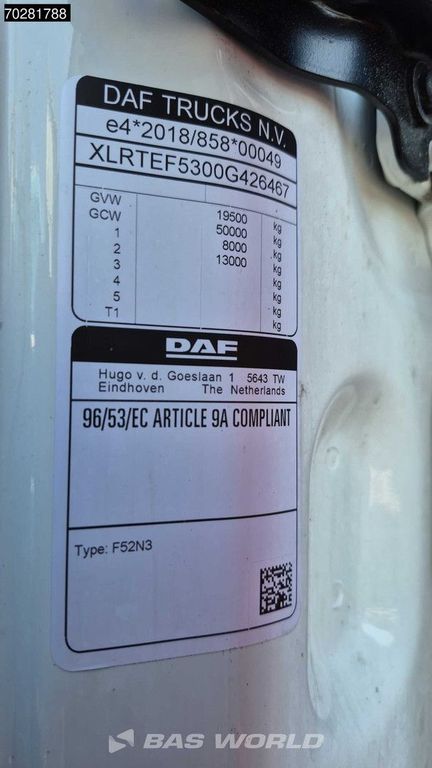 70281788
DAF TRUCKS N.V.
e4*2018/858*00049
XLRTEF5300G426467
GVW 19500 kg
GCW 50000 kg
1 8000 kg
2 13000 kg
3 kg
4 kg
5 kg
T1 kg
DAF
Hugo v. d. Goeslaan 1 5643 TW
Eindhoven The Netherlands
96/53/EC ARTICLE 9A COMPLIANT
Type: F52N3
BAS WORLD